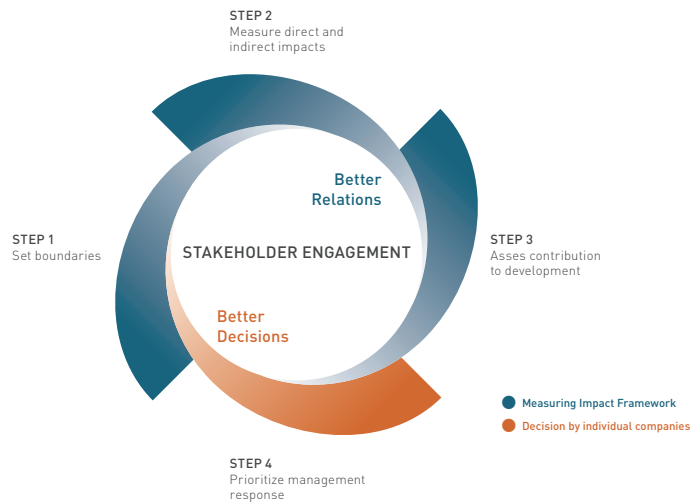 STEP 2
Measure direct and
indirect impacts
Better
Relations
STEP 1
Set boundaries
STAKEHOLDER ENGAGEMENT
STEP 3
Asses contribution
to development
Better
Decisions
Measuring Impact Framework
Decision by individual companies
STEP 4
Prioritize management
response